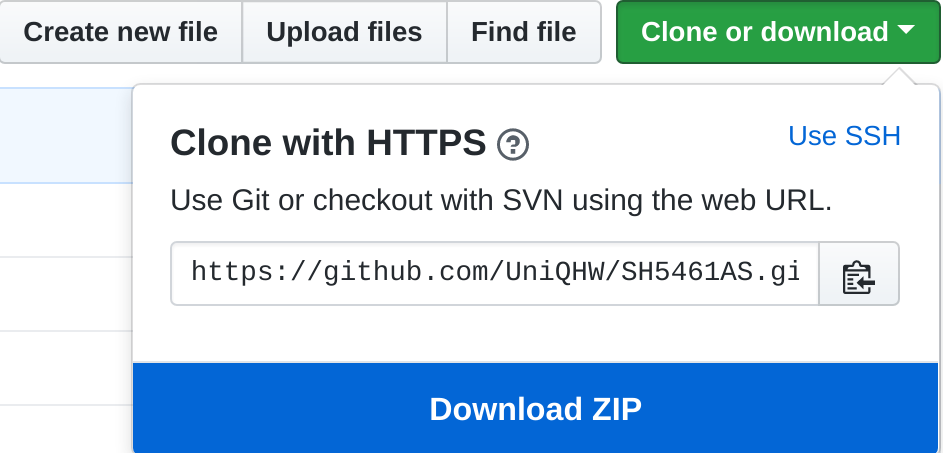 Create new file Upload files Find file Clone or download
Clone with HTTPS ? Use SSH
Use Git or checkout with SVN using the web URL.
https://github.com/UniQHW/SH5461AS.gi
Download ZIP